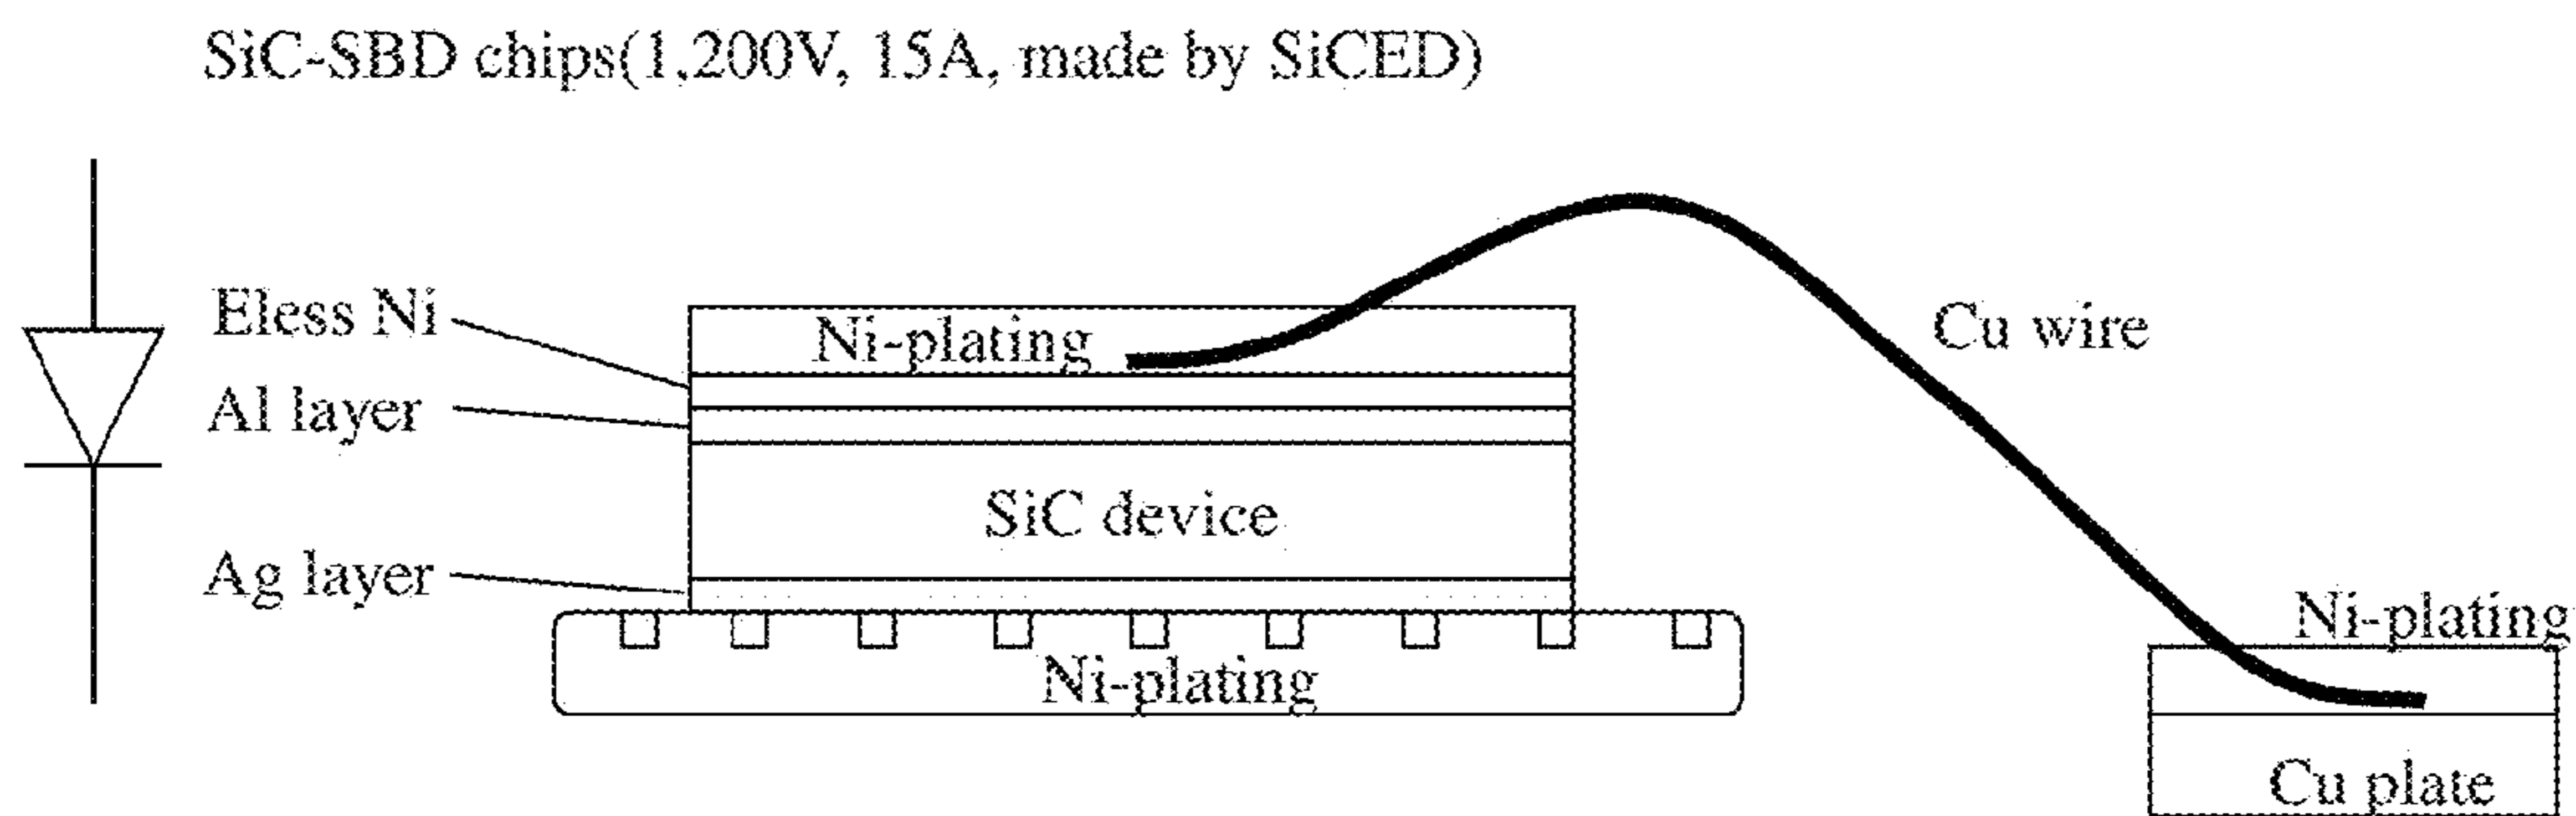 SiC-SBD chips(1,200V, 15A, made by SiCED)
Eless Ni
Ni-plating
Cu wire
Al layer
SiC device
Ag layer
Ni-plating
Ni-plating
Cu plate